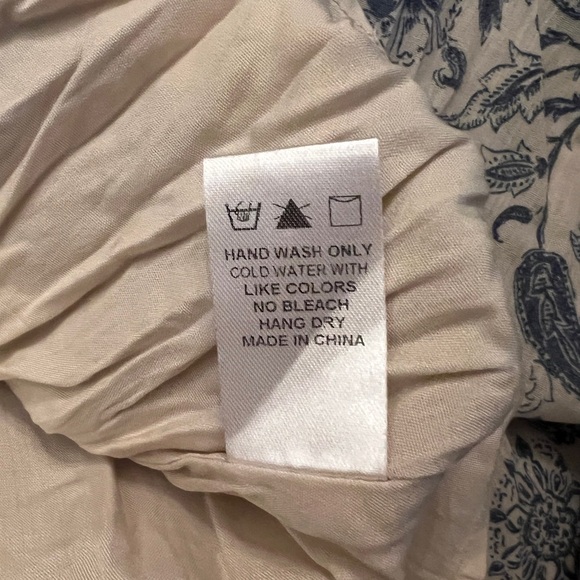 HAND WASH ONLY
COLD WATER WITH
LIKE COLORS
NO BLEACH
HANG DRY
MADE IN CHINA